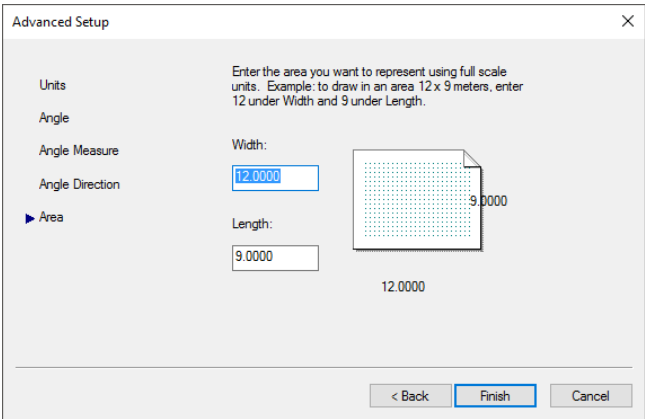 Advanced Setup
Units
Angle
Angle Measure
Angle Direction
Area
Enter the area you want to represent using full scale
units. Example: to draw in an area 12 x 9 meters, enter
12 under Width and 9 under Length.
Width:
12.0000
Length:
9.0000
9.0000
12.0000
< Back
Finish
Cancel